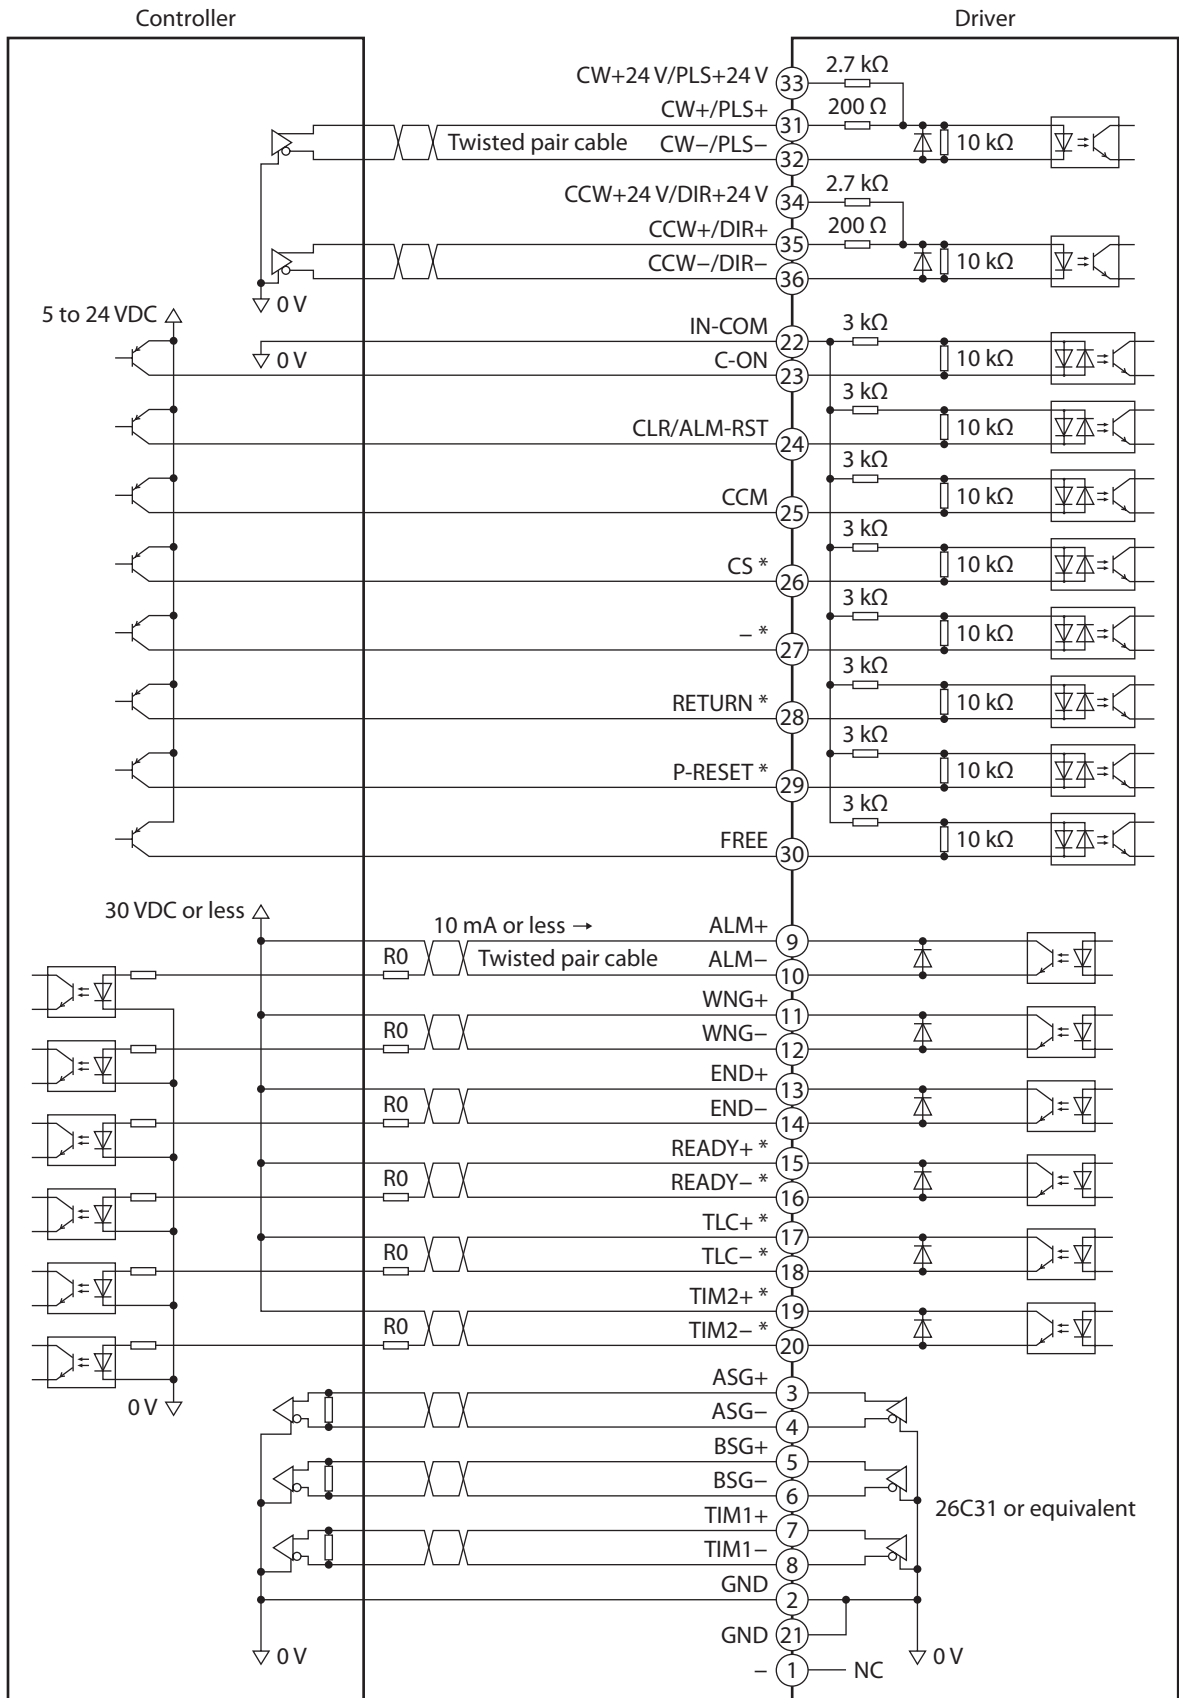 Controller
Driver
CW+24 V/PLS+24 V
33
2.7 kΩ
CW+/PLS+
31
200 Ω
Twisted pair cable
CW−/PLS−
32
10 kΩ
CCW+24 V/DIR+24 V
34
2.7 kΩ
CCW+/DIR+
35
200 Ω
CCW−/DIR−
36
10 kΩ
0 V
5 to 24 VDC
IN-COM
22
3 kΩ
0 V
C-ON
23
10 kΩ
3 kΩ
CLR/ALM-RST
24
10 kΩ
3 kΩ
CCM
25
10 kΩ
3 kΩ
CS *
26
10 kΩ
3 kΩ
− *
27
10 kΩ
3 kΩ
RETURN *
28
10 kΩ
3 kΩ
P-RESET *
29
10 kΩ
3 kΩ
FREE
30
10 kΩ
30 VDC or less
10 mA or less →
ALM+
9
R0
Twisted pair cable
ALM−
10
WNG+
11
R0
WNG−
12
END+
13
R0
END−
14
READY+ *
15
R0
READY− *
16
TLC+ *
17
R0
TLC− *
18
TIM2+ *
19
R0
TIM2− *
20
0 V
ASG+
3
ASG−
4
BSG+
5
BSG−
6
26C31 or equivalent
TIM1+
7
TIM1−
8
GND
2
GND
21
0 V
0 V
−
1
NC